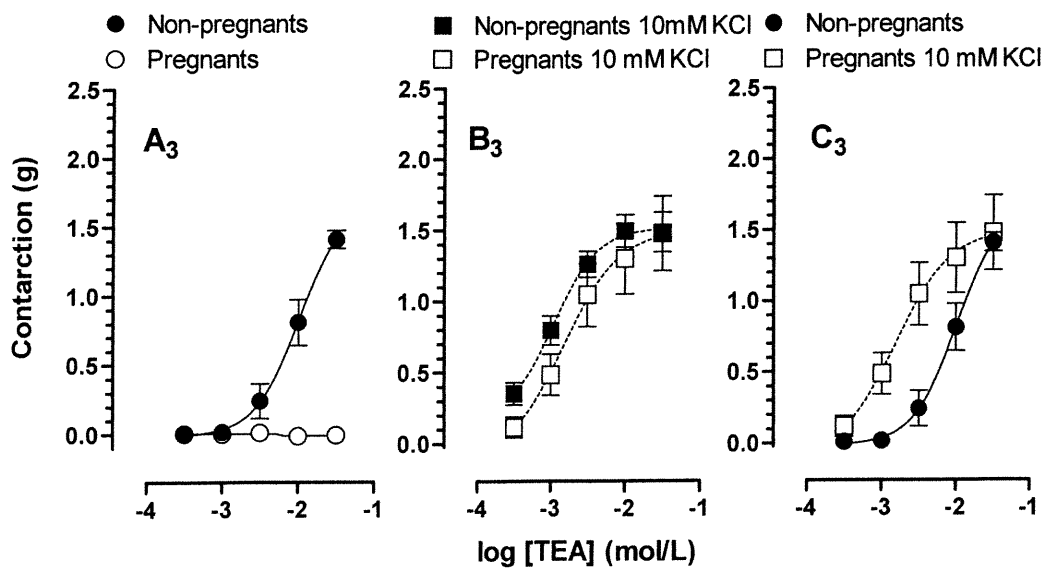 Non-pregnants
Pregnants
Non-pregnants 10mM KCl
Pregnants 10 mM KCl
Non-pregnants
Pregnants 10 mM KCl
Contarction (g)
A3
2.5
2.0
1.5
1.0
0.5
0.0
-4 -3 -2 -1
B3
2.5
2.0
1.5
1.0
0.5
0.0
-4 -3 -2 -1
C3
2.5
2.0
1.5
1.0
0.5
0.0
-4 -3 -2 -1
log [TEA] (mol/L)